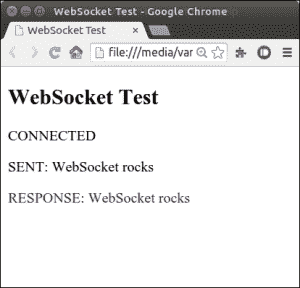 WebSocket Test - Google Chrome
WebSocket Test
file:///media/var
WebSocket Test
CONNECTED
SENT: WebSocket rocks
RESPONSE: WebSocket rocks